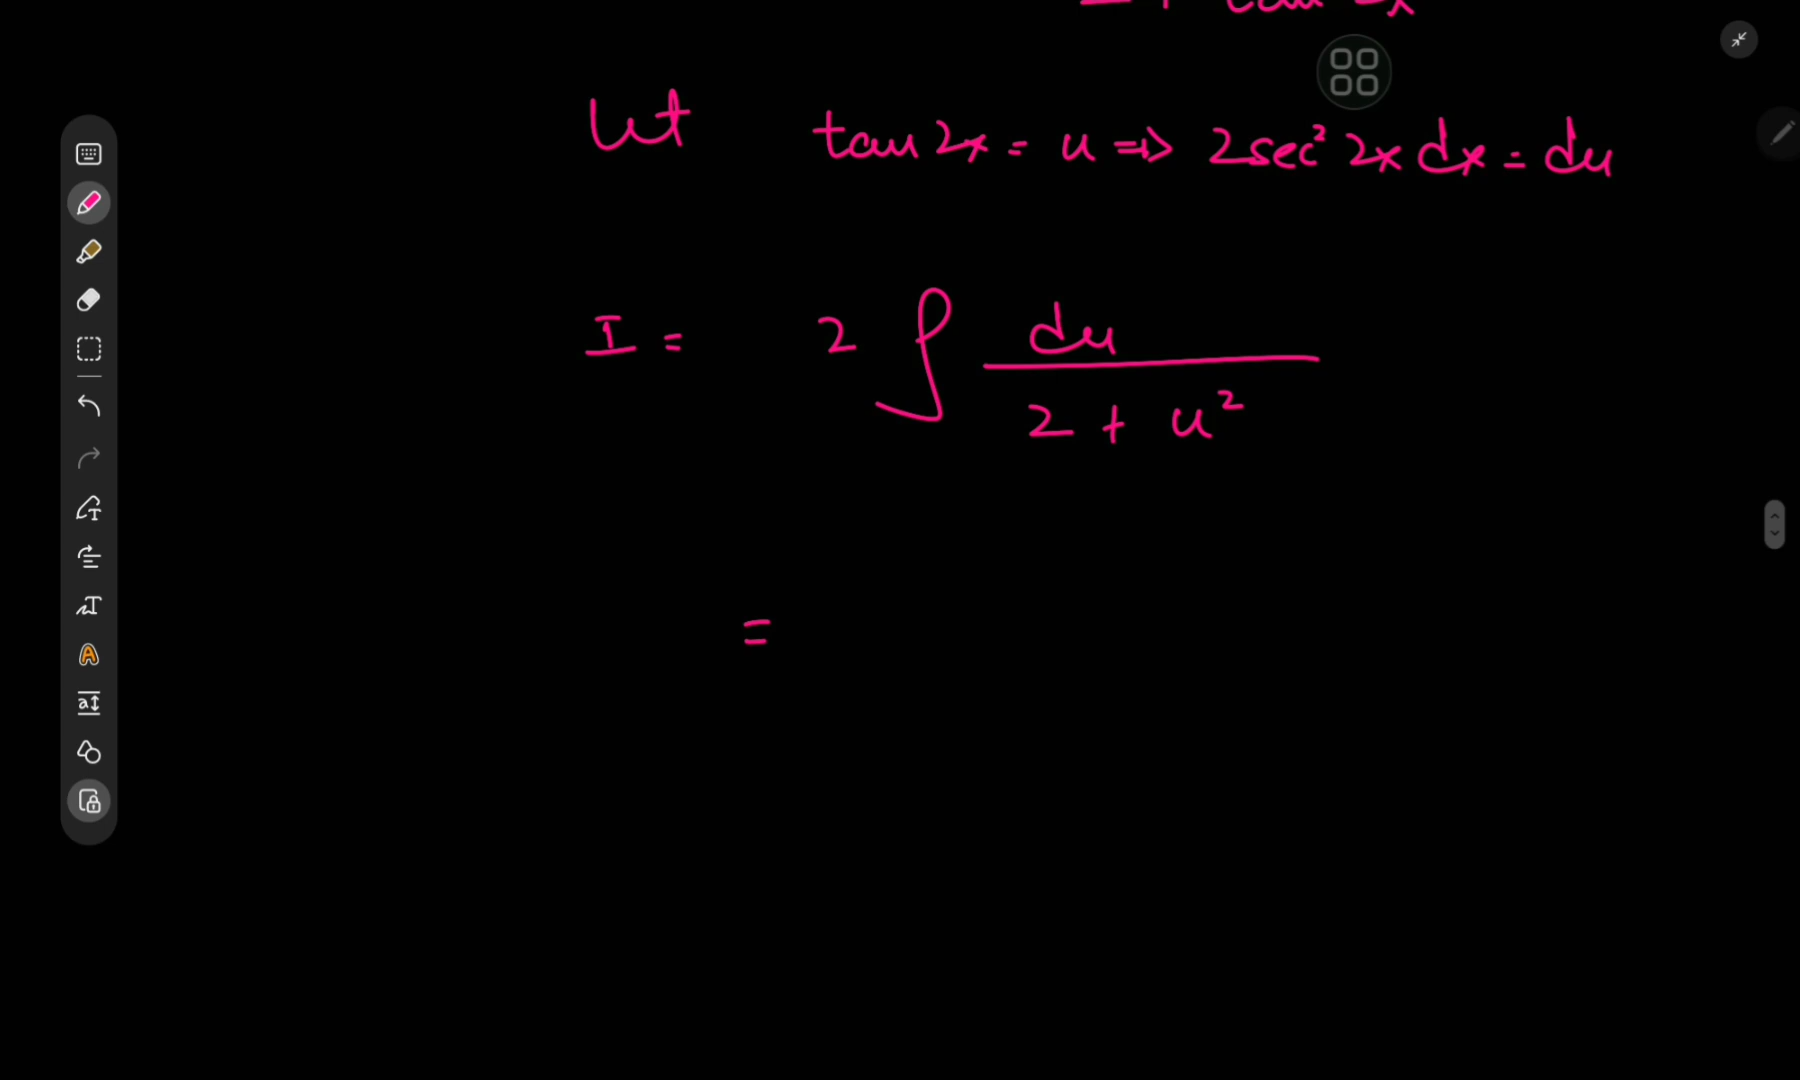 Let tan 2x = u => 2sec² 2x dx = du
I = 2 ∫ du / 2 + u²
=